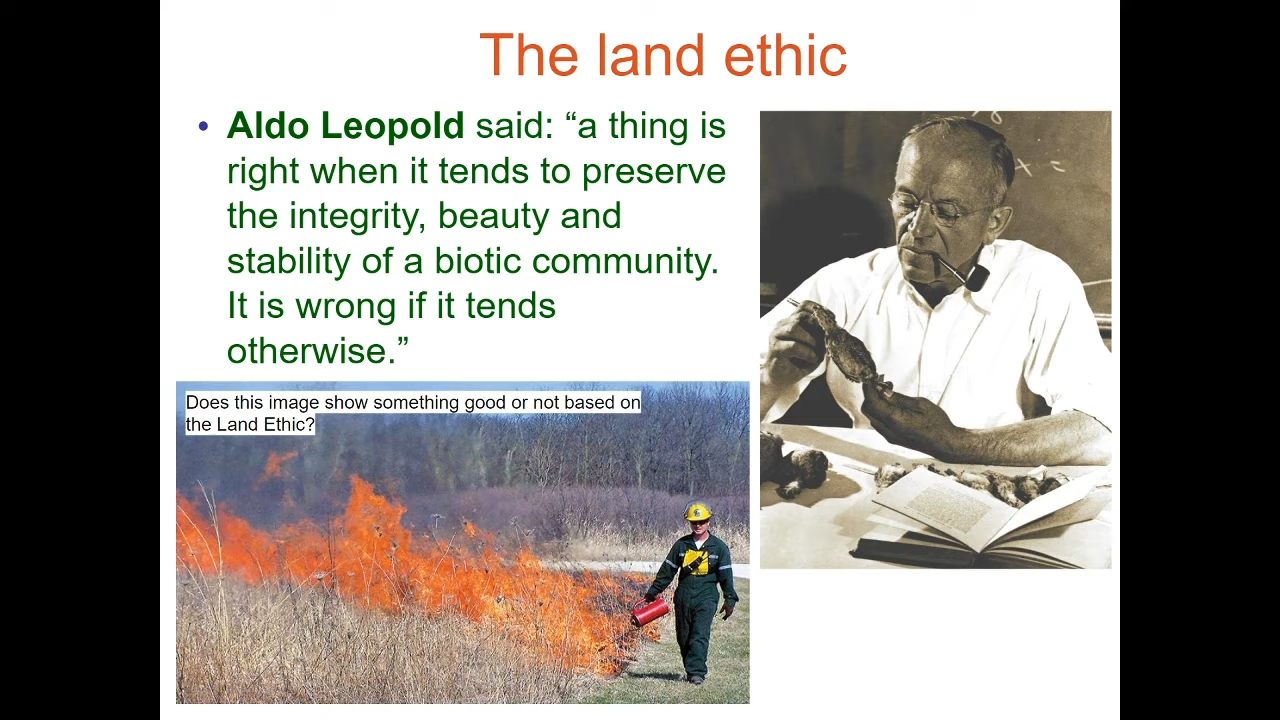 The land ethic
• Aldo Leopold said: “a thing is
right when it tends to preserve
the integrity, beauty and
stability of a biotic community.
It is wrong if it tends
otherwise.”
Does this image show something good or not based on
the Land Ethic?